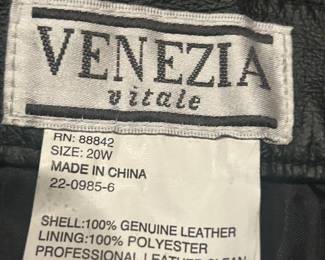 VENEZIA
vitale
RN: 88842
SIZE: 20W
MADE IN CHINA
22-0985-6
SHELL:100% GENUINE LEATHER
LINING:100% POLYESTER
PROFESSIONAL LEATHER CLEAN